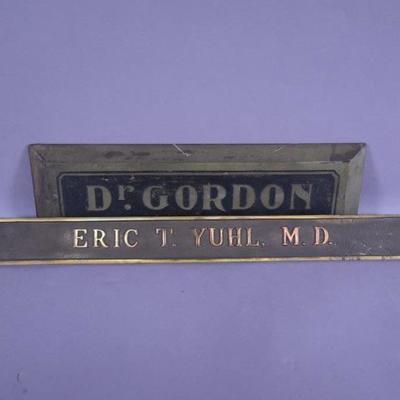 Dr. GORDON
ERIC T. YUHL. M.D.